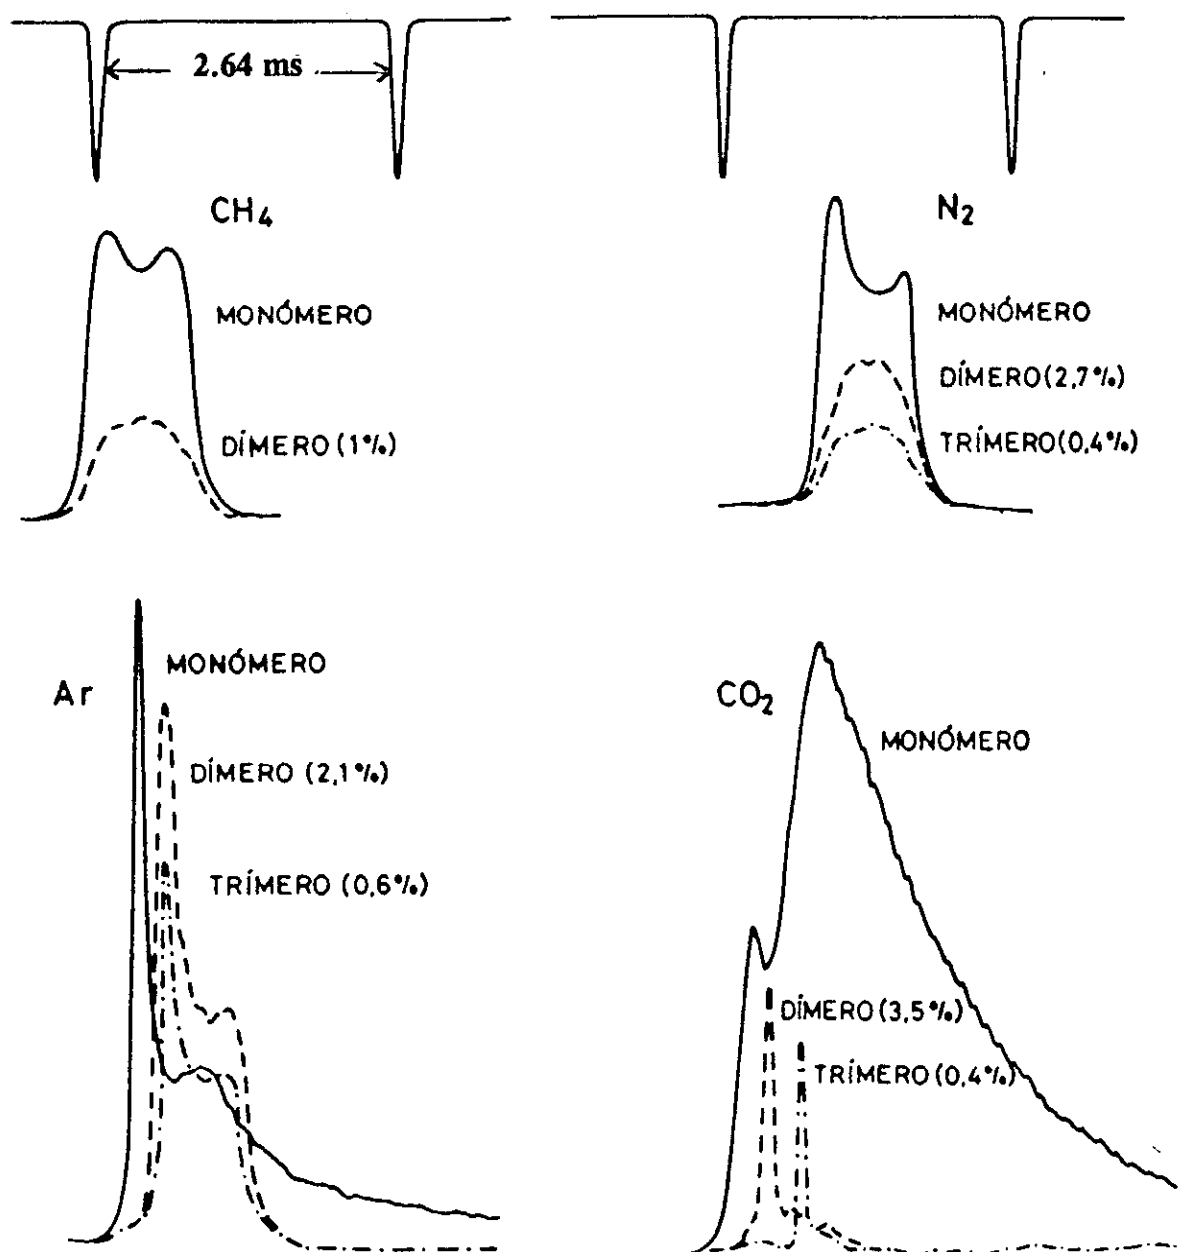 2.64 ms
CH4
MONÓMERO
DÍMERO (1%)
N2
MONÓMERO
DÍMERO (2,7%)
TRÍMERO (0,4%)
Ar
MONÓMERO
DÍMERO (2,1%)
TRÍMERO (0,6%)
CO2
MONÓMERO
DÍMERO (3,5%)
TRÍMERO (0,4%)